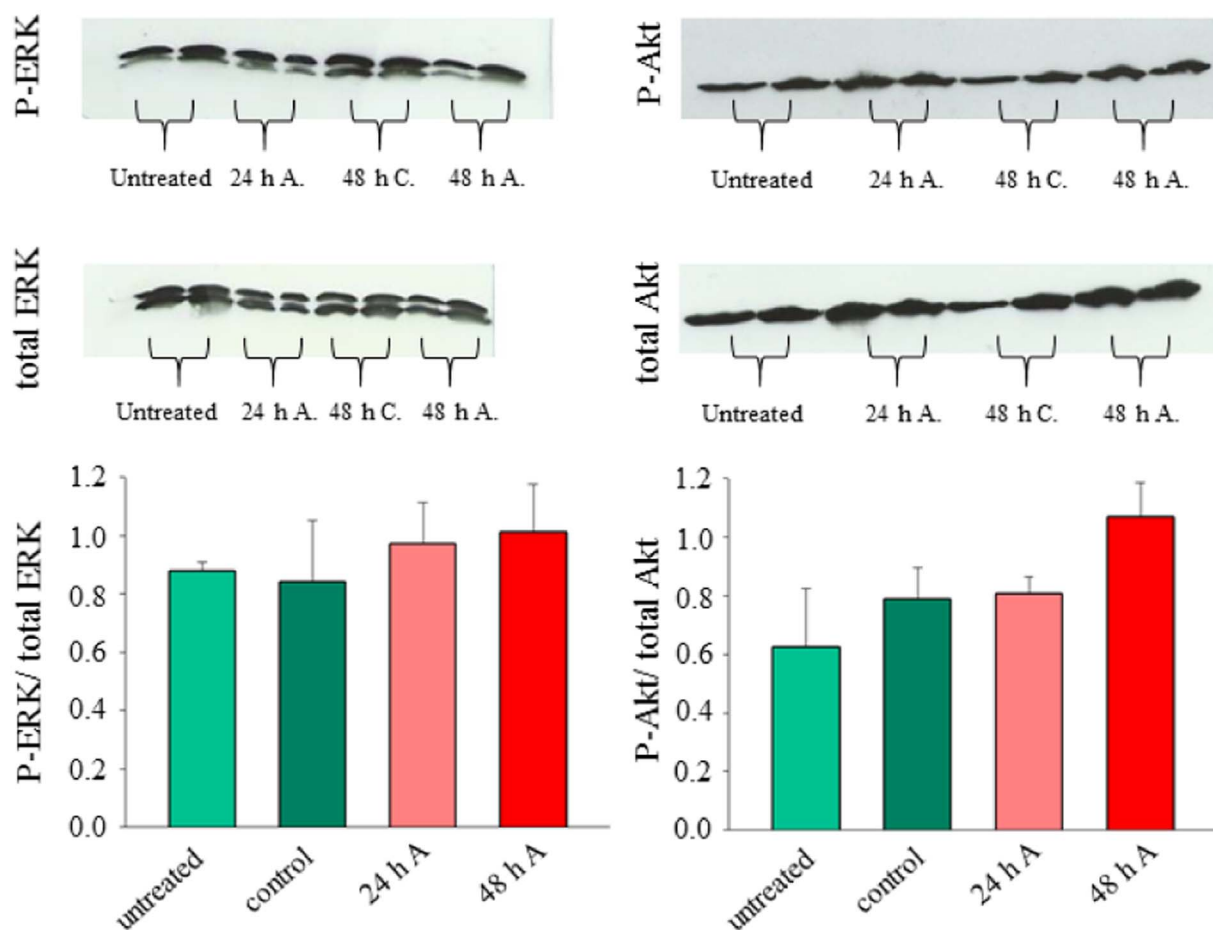 P-ERK
Untreated 24 h A. 48 h C. 48 h A.
P-Akt
Untreated 24 h A. 48 h C. 48 h A.
total ERK
Untreated 24 h A. 48 h C. 48 h A.
total Akt
Untreated 24 h A. 48 h C. 48 h A.
P-ERK/ total ERK
1.2
1.0
0.8
0.6
0.4
0.2
0.0
untreated
control
24 h A
48 h A
P-Akt/ total Akt
1.2
1.0
0.8
0.6
0.4
0.2
0.0
untreated
control
24 h A
48 h A